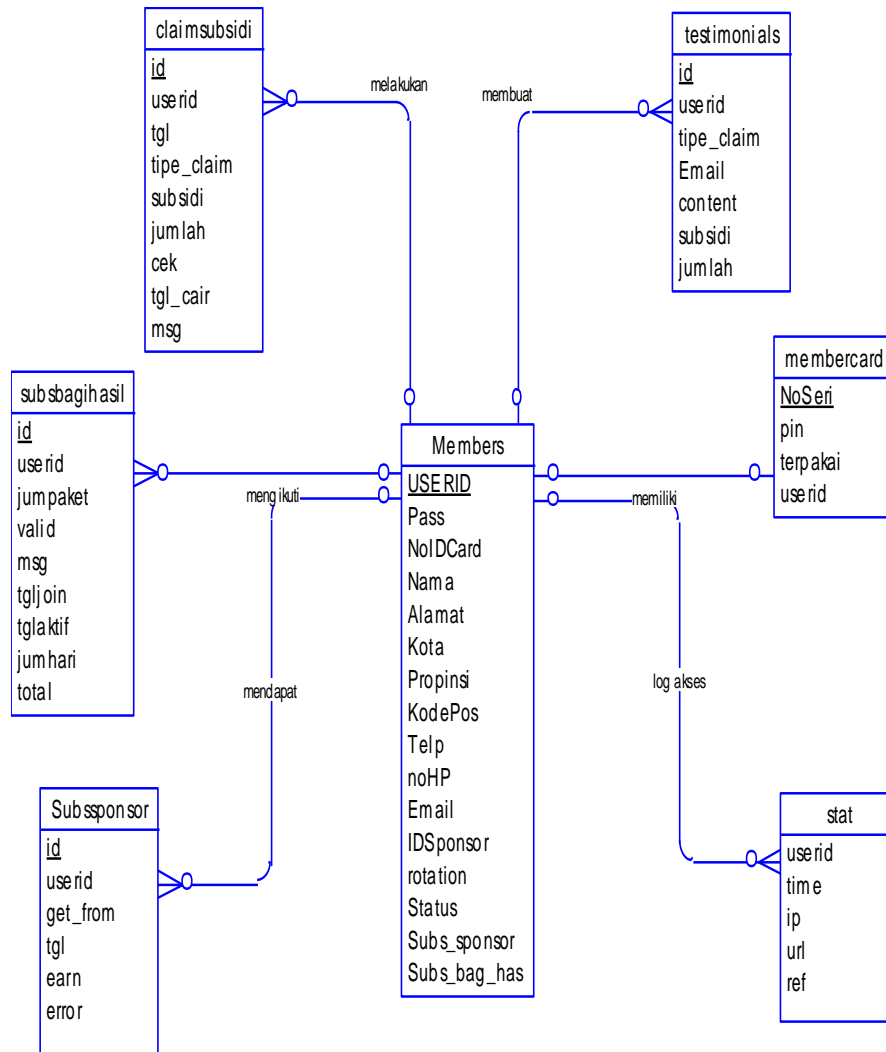 claimsubsidi
id
userid
tgl
tipe_claim
subsidi
jumlah
cek
tgl_cair
msg
melakukan
membuat
testimonials
id
userid
tipe_claim
Email
content
subsidi
jumlah
subsbagihasil
id
userid
jumpaket
valid
msg
tgljoin
tglaktif
jumhari
total
mengikuti
Members
USERID
Pass
NoIDCard
Nama
Alamat
Kota
Propinsi
KodePos
Telp
noHP
Email
IDSponsor
rotation
Status
Subs_sponsor
Subs_bag_has
memiliki
membercard
NoSeri
pin
terpakai
userid
mendapat
log akses
Subssponsor
id
userid
get_from
tgl
earn
error
stat
userid
time
ip
url
ref